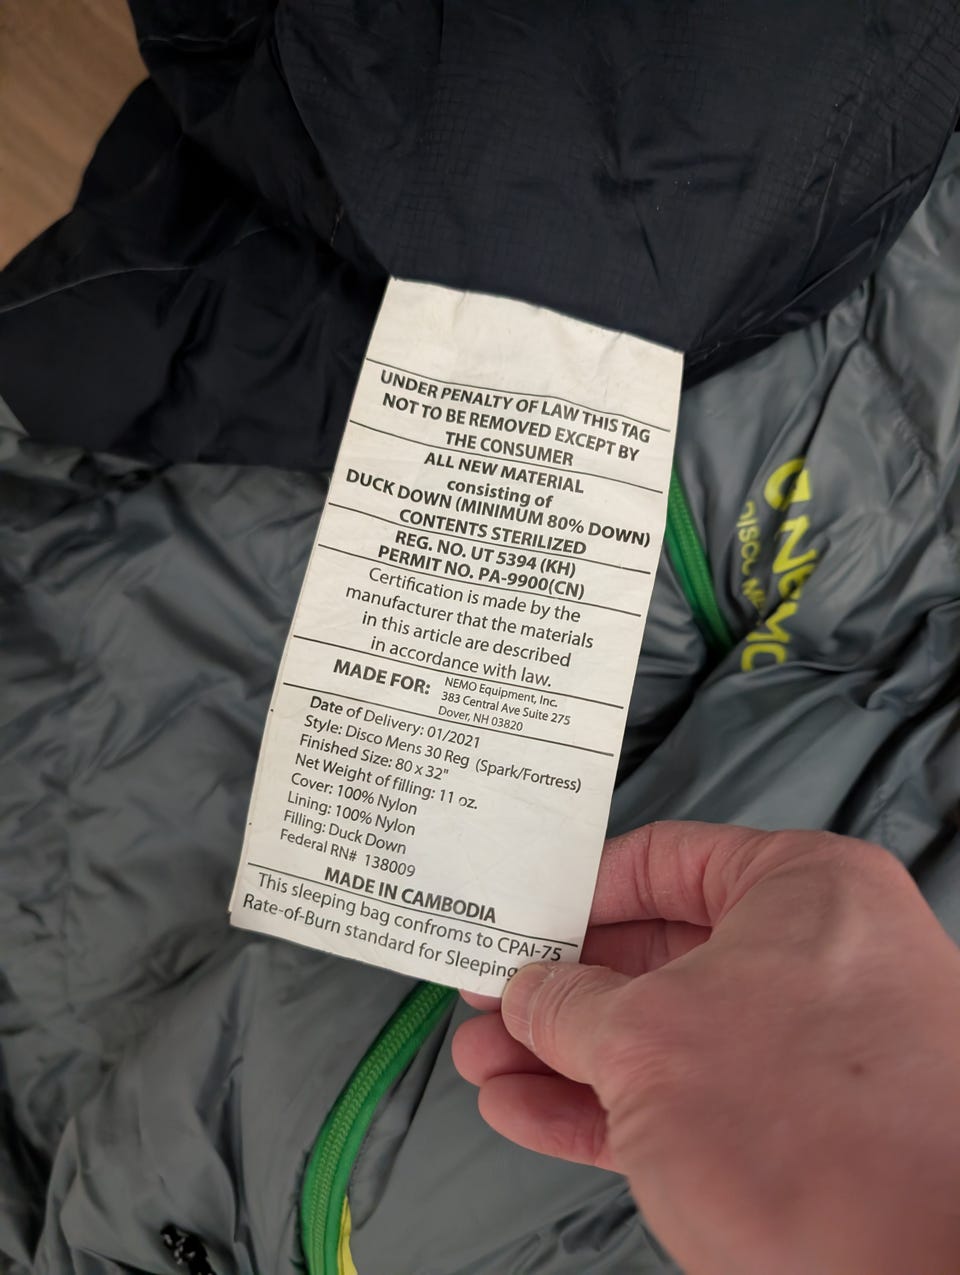 UNDER PENALTY OF LAW THIS TAG
NOT TO BE REMOVED EXCEPT BY
THE CONSUMER
ALL NEW MATERIAL
consisting of
DUCK DOWN (MINIMUM 80% DOWN)
CONTENTS STERILIZED
REG. NO. UT 5394 (KH)
PERMIT NO. PA-9900(CN)
Certification is made by the
manufacturer that the materials
in this article are described
in accordance with law.
MADE FOR:
NEMO Equipment, Inc.
383 Central Ave Suite 275
Dover, NH 03820
Date of Delivery: 01/2021
Style: Disco Mens 30 Reg (Spark/Fortress)
Finished Size: 80 x 32"
Net Weight of filling: 11 oz.
Cover: 100% Nylon
Lining: 100% Nylon
Filling: Duck Down
Federal RN# 138009
MADE IN CAMBODIA
This sleeping bag confroms to CPAI-75
Rate-of-Burn standard for Sleeping
NEMO